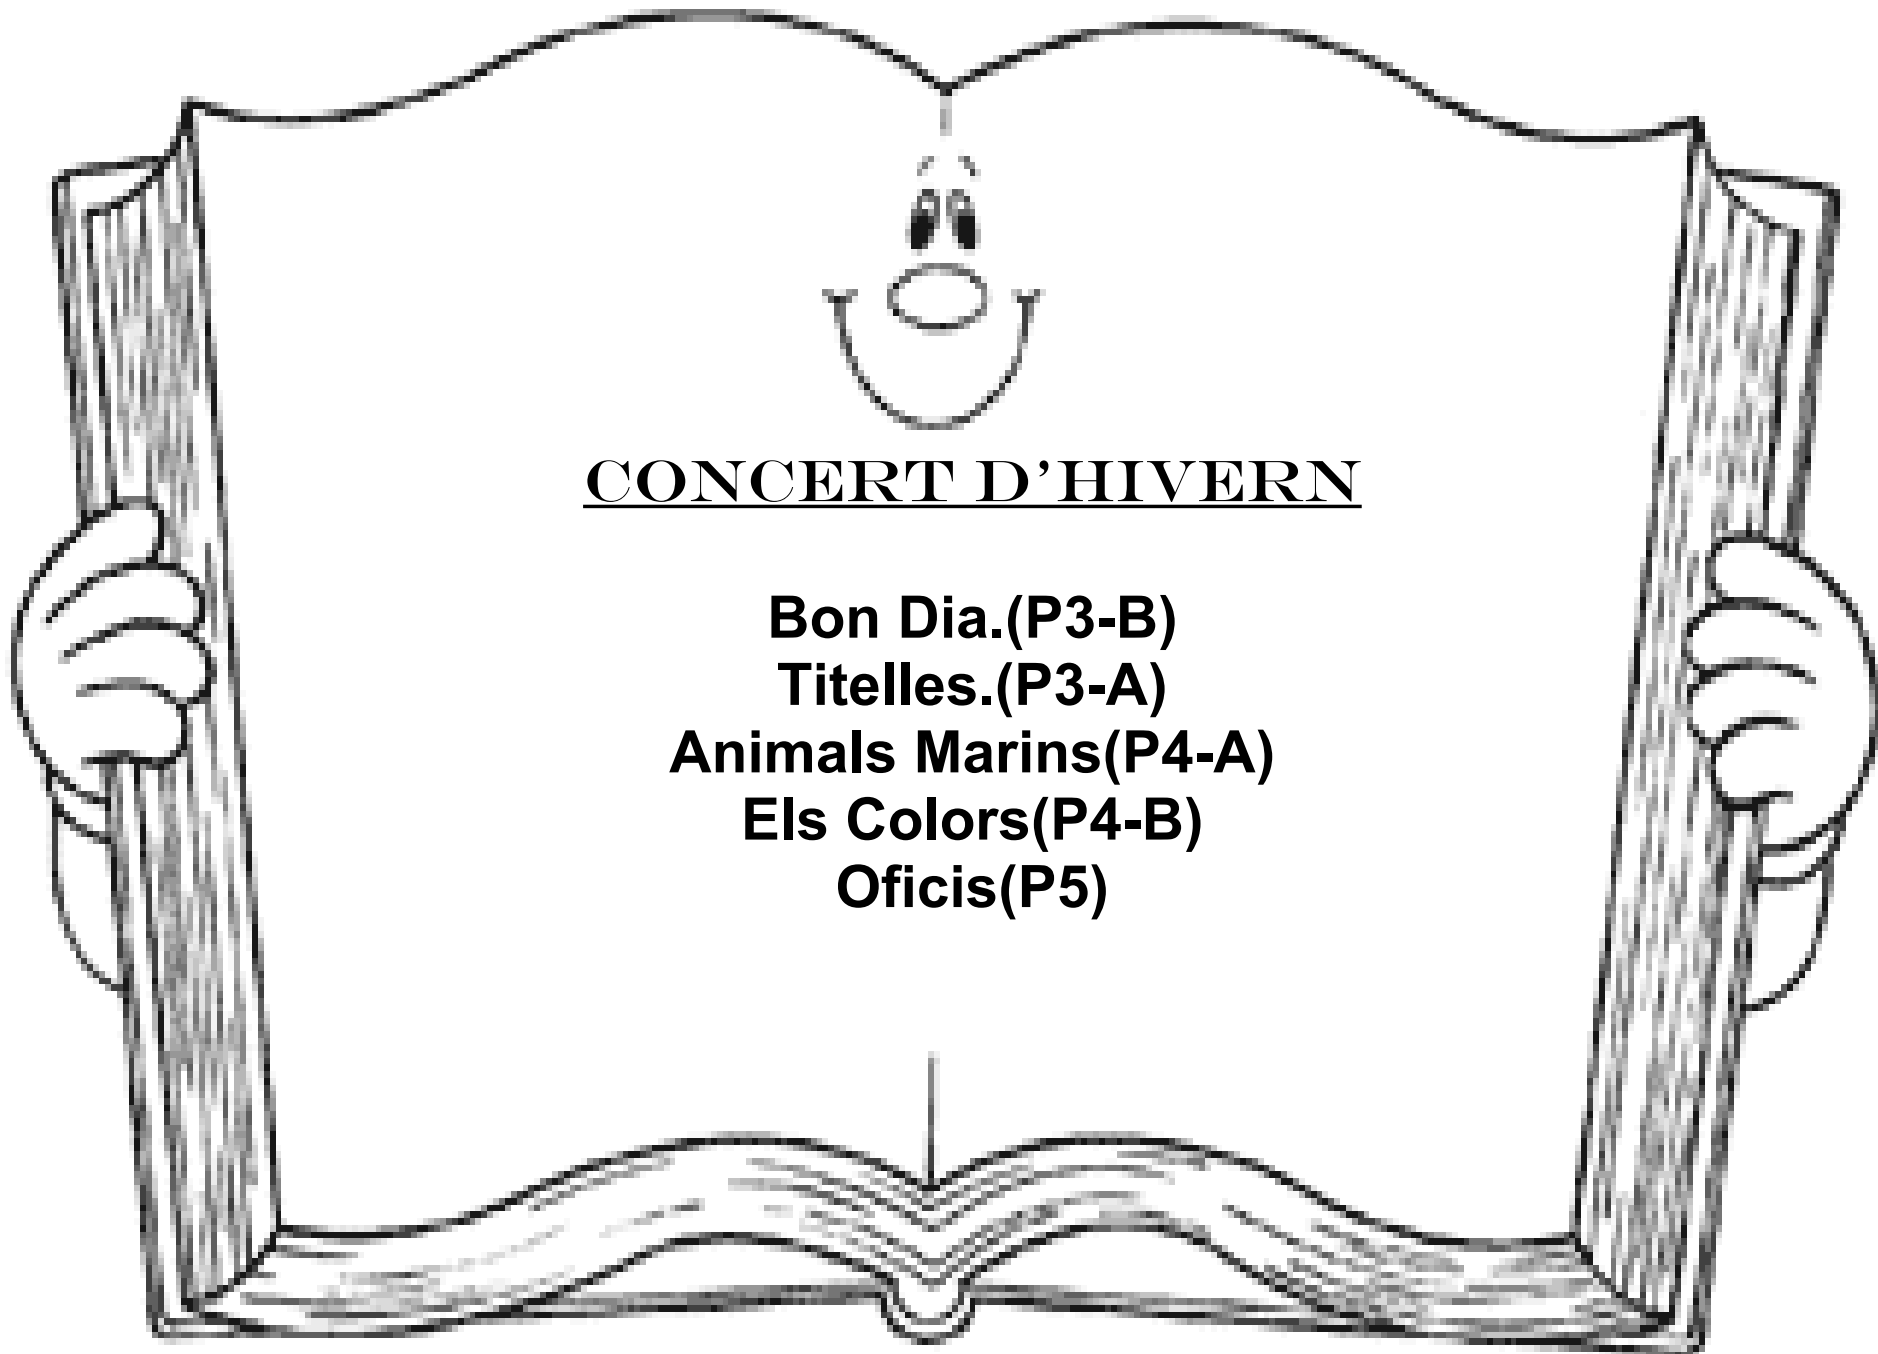 CONCERT D’HIVERN
Bon Dia.(P3-B)
Titelles.(P3-A)
Animals Marins(P4-A)
Els Colors(P4-B)
Oficis(P5)